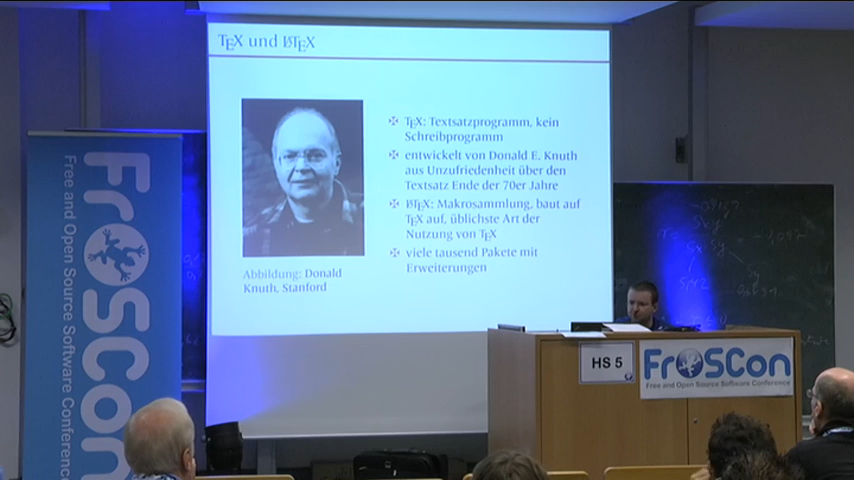 TEX und LATEX
TEX: Textsatzprogramm, kein
Schreibprogramm
entwickelt von Donald E. Knuth
aus Unzufriedenheit über den
Textsatz Ende der 70er Jahre
LATEX: Makrosammlung, baut auf
TEX auf, üblichste Art der
Nutzung von TEX
viele tausend Pakete mit
Erweiterungen
Abbildung: Donald
Knuth, Stanford
FrOSCon
Free and Open Source Software Conference
HS 5
FrOSCon
Free and Open Source Software Conference